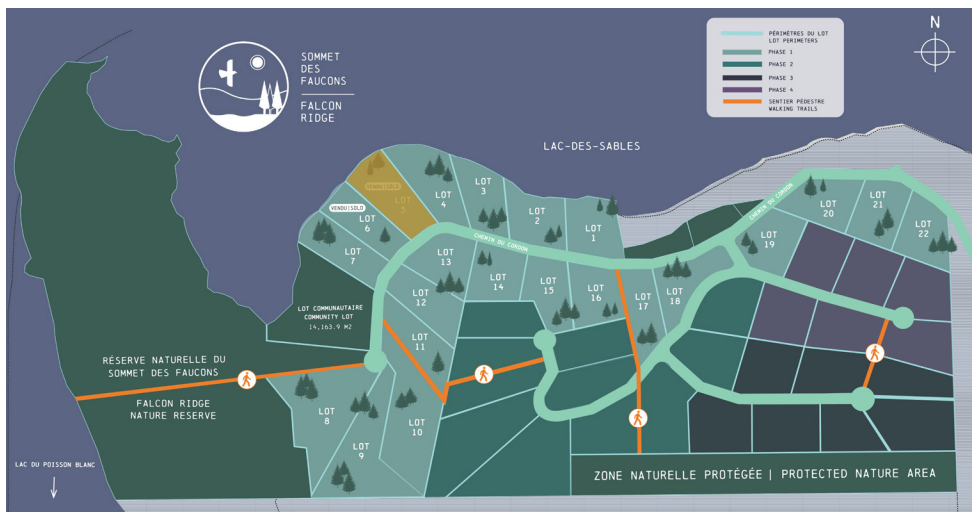 SOMMET
DES
FAUCONS
FALCON
RIDGE
PÉRIMÈTRES DU LOT
LOT PERIMETERS
PHASE 1
PHASE 2
PHASE 3
PHASE 4
SENTIER PÉDESTRE
WALKING TRAILS
N
LAC-DES-SABLES
VENDU|SOLD
LOT
5
VENDU|SOLD
LOT
6
LOT
7
LOT
4
LOT
3
LOT
2
LOT
1
CHEMIN DU CORDON
CHEMIN DU CORDON
LOT
19
LOT
20
LOT
21
LOT
22
LOT
13
LOT
14
LOT
15
LOT
16
LOT
17
LOT
18
LOT
12
LOT
11
LOT COMMUNAUTAIRE
COMMUNITY LOT
14,163.9 M2
RÉSERVE NATURELLE DU
SOMMET DES FAUCONS
FALCON RIDGE
NATURE RESERVE
LOT
8
LOT
9
LOT
10
LAC DU POISSON BLANC
ZONE NATURELLE PROTÉGÉE | PROTECTED NATURE AREA